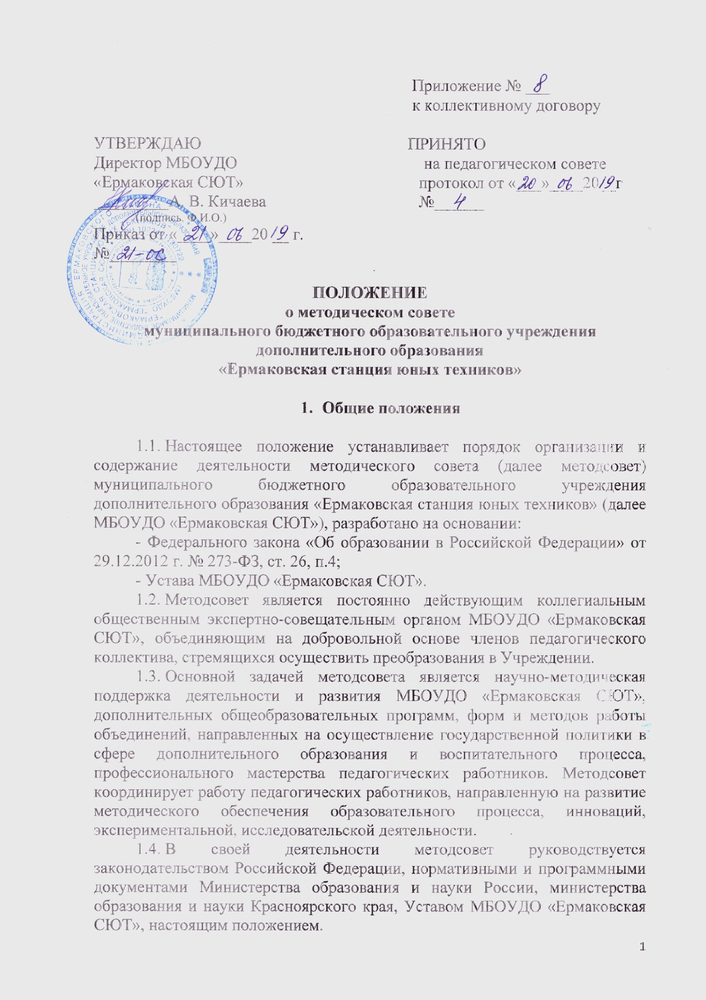 Приложение № 8
к коллективному договору
УТВЕРЖДАЮ
Директор МБОУДО
«Ермаковская СЮТ»
А. В. Кичаева
(подпись, Ф.И.О.)
Приказ от «21» 06 2019 г.
№ 21-ОС
ПРИНЯТО
на педагогическом совете
протокол от «20» 06 2019г
№ 4
ПОЛОЖЕНИЕ
о методическом совете
муниципального бюджетного образовательного учреждения
дополнительного образования
«Ермаковская станция юных техников»
1. Общие положения
1.1. Настоящее положение устанавливает порядок организации и
содержание деятельности методического совета (далее методсовет)
муниципального бюджетного образовательного учреждения
дополнительного образования «Ермаковская станция юных техников» (далее
МБОУДО «Ермаковская СЮТ»), разработано на основании:
- Федерального закона «Об образовании в Российской Федерации» от
29.12.2012 г. № 273-ФЗ, ст. 26, п.4;
- Устава МБОУДО «Ермаковская СЮТ».
1.2. Методсовет является постоянно действующим коллегиальным
общественным экспертно-совещательным органом МБОУДО «Ермаковская
СЮТ», объединяющим на добровольной основе членов педагогического
коллектива, стремящихся осуществить преобразования в Учреждении.
1.3. Основной задачей методсовета является научно-методическая
поддержка деятельности и развития МБОУДО «Ермаковская СЮТ»,
дополнительных общеобразовательных программ, форм и методов работы
объединений, направленных на осуществление государственной политики в
сфере дополнительного образования и воспитательного процесса,
профессионального мастерства педагогических работников. Методсовет
координирует работу педагогических работников, направленную на развитие
методического обеспечения образовательного процесса, инноваций,
экспериментальной, исследовательской деятельности.
1.4. В своей деятельности методсовет руководствуется
законодательством Российской Федерации, нормативными и программными
документами Министерства образования и науки России, министерства
образования и науки Красноярского края, Уставом МБОУДО «Ермаковская
СЮТ», настоящим положением.
1